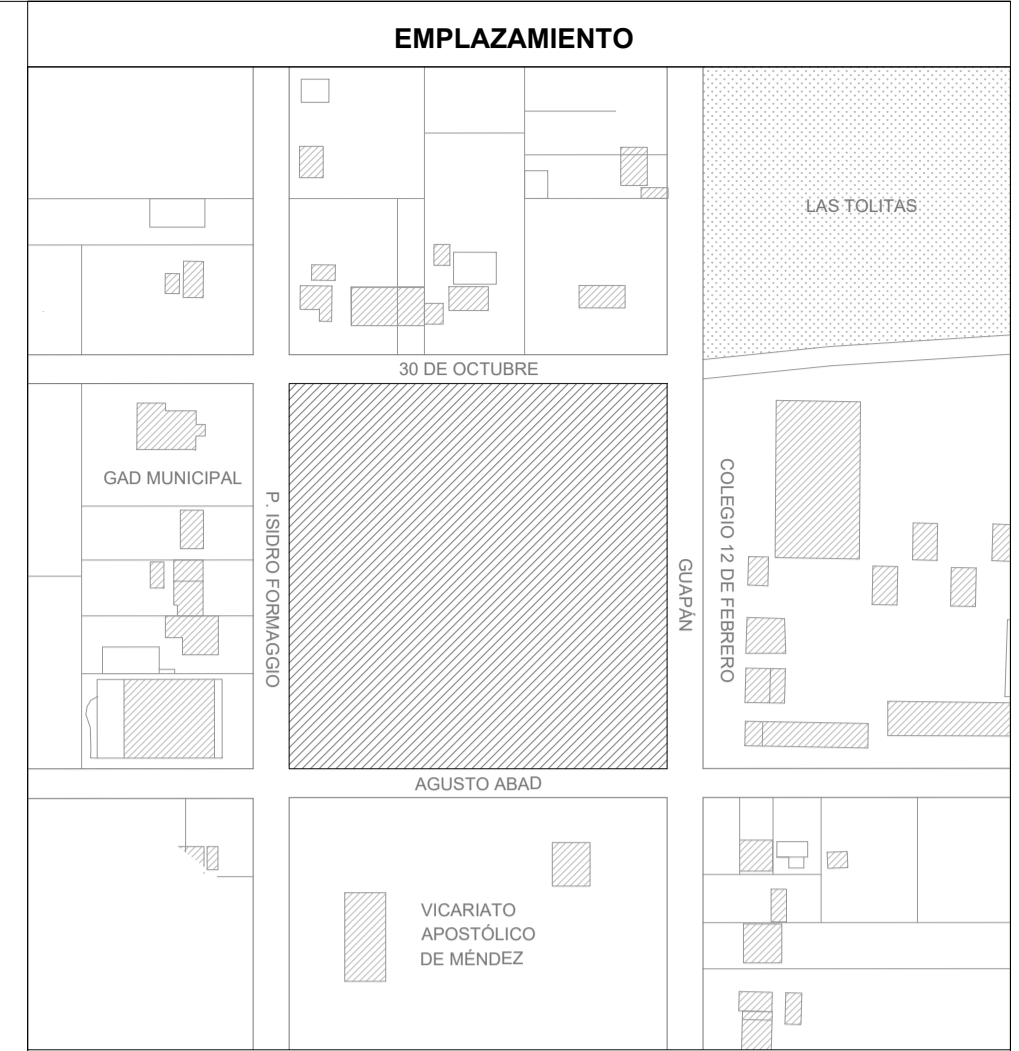 EMPLAZAMIENTO
LAS TOLITAS
30 DE OCTUBRE
GAD MUNICIPAL
P. ISIDRO FORMAGGIO
GUAPÁN
COLEGIO 12 DE FEBRERO
AGUSTO ABAD
VICARIATO
APOSTÓLICO
DE MÉNDEZ